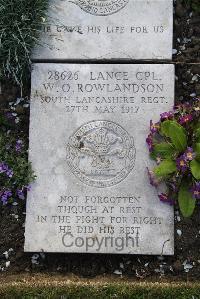 HE GAVE HIS LIFE FOR US
28626 LANCE CPL.
W. O. ROWLANDSON
SOUTH LANCASHIRE REGT.
27TH MAY 1917
NOT FORGOTTEN
THOUGH AT REST
IN THE FIGHT FOR RIGHT
HE DID HIS BEST
Copyright